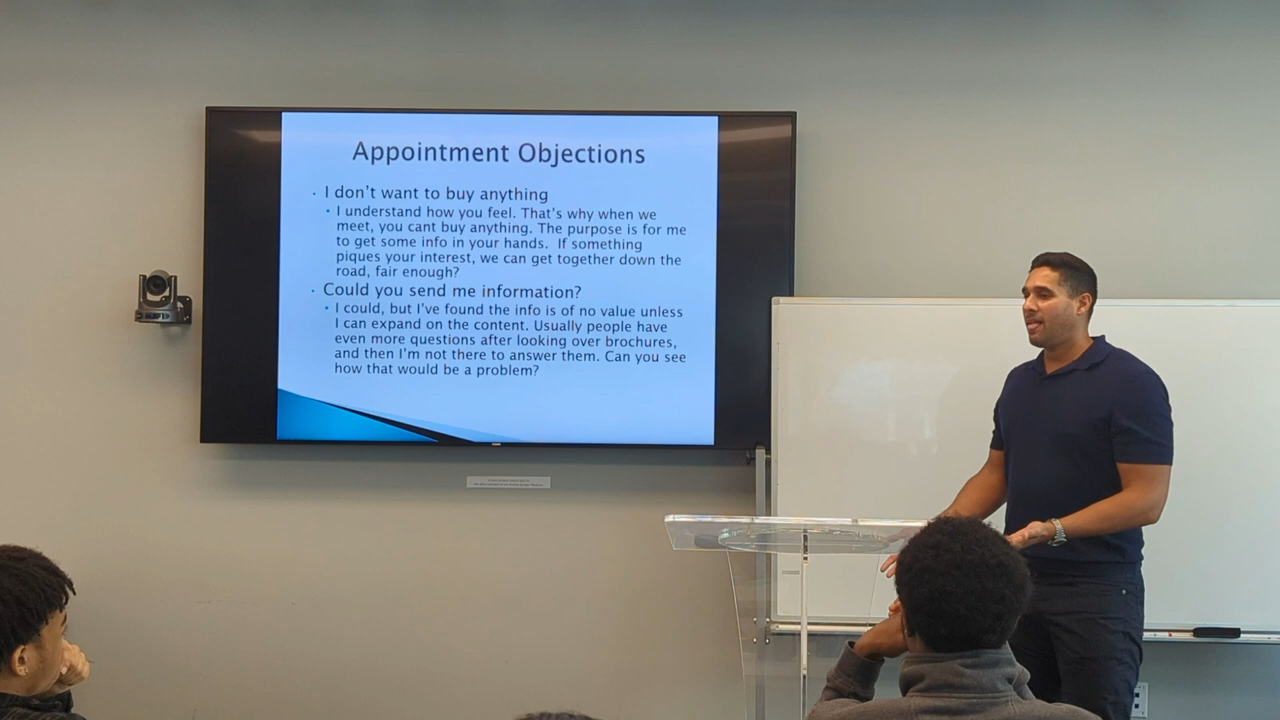 Appointment Objections
• I don't want to buy anything
• I understand how you feel. That's why when we
meet, you cant buy anything. The purpose is for me
to get some info in your hands. If something
piques your interest, we can get together down the
road, fair enough?
• Could you send me information?
• I could, but I've found the info is of no value unless
I can expand on the content. Usually people have
even more questions after looking over brochures,
and then I'm not there to answer them. Can you see
how that would be a problem?